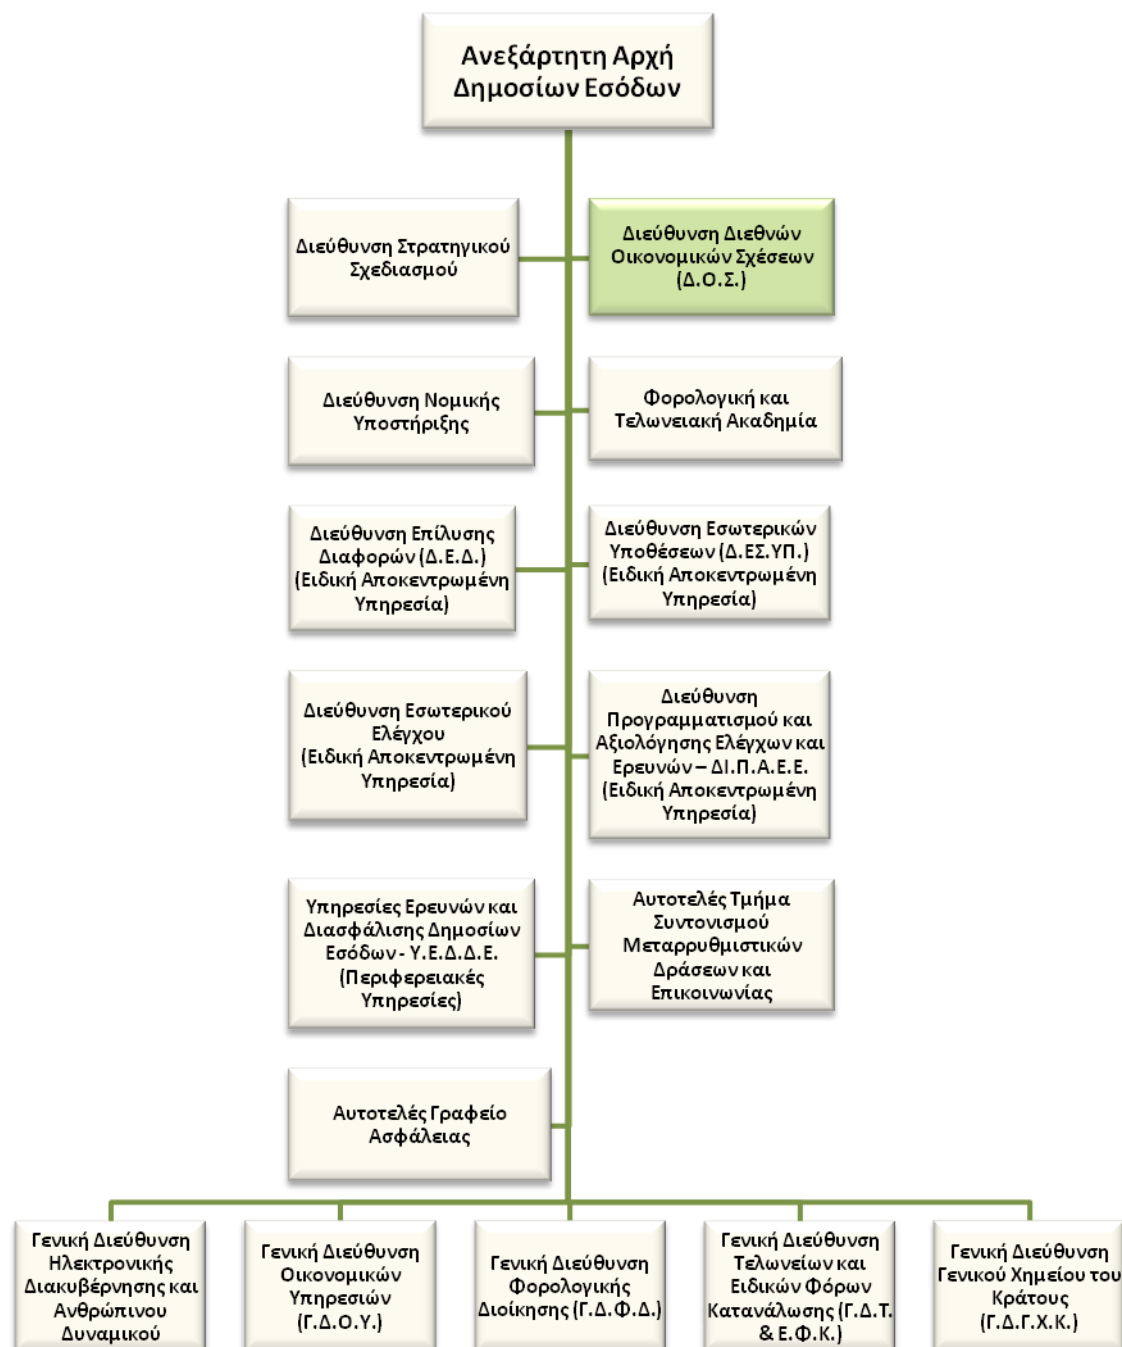 Ανεξάρτητη Αρχή
Δημοσίων Εσόδων
Διεύθυνση Στρατηγικού
Σχεδιασμού
Διεύθυνση Διεθνών
Οικονομικών Σχέσεων
(Δ.Ο.Σ.)
Διεύθυνση Νομικής
Υποστήριξης
Φορολογική και
Τελωνειακή Ακαδημία
Διεύθυνση Επίλυσης
Διαφορών (Δ.Ε.Δ.)
(Ειδική Αποκεντρωμένη
Υπηρεσία)
Διεύθυνση Εσωτερικών
Υποθέσεων (Δ.ΕΣ.ΥΠ.)
(Ειδική Αποκεντρωμένη
Υπηρεσία)
Διεύθυνση Εσωτερικού
Ελέγχου
(Ειδική Αποκεντρωμένη
Υπηρεσία)
Διεύθυνση
Προγραμματισμού και
Αξιολόγησης Ελέγχων και
Ερευνών – ΔΙ.Π.Α.Ε.Ε.
(Ειδική Αποκεντρωμένη
Υπηρεσία)
Υπηρεσίες Ερευνών και
Διασφάλισης Δημοσίων
Εσόδων - Υ.Ε.Δ.Δ.Ε.
(Περιφερειακές
Υπηρεσίες)
Αυτοτελές Τμήμα
Συντονισμού
Μεταρρυθμιστικών
Δράσεων και
Επικοινωνίας
Αυτοτελές Γραφείο
Ασφάλειας
Γενική Διεύθυνση
Ηλεκτρονικής
Διακυβέρνησης και
Ανθρώπινου
Δυναμικού
Γενική Διεύθυνση
Οικονομικών
Υπηρεσιών
(Γ.Δ.Ο.Υ.)
Γενική Διεύθυνση
Φορολογικής
Διοίκησης (Γ.Δ.Φ.Δ.)
Γενική Διεύθυνση
Τελωνείων και
Ειδικών Φόρων
Κατανάλωσης (Γ.Δ.Τ.
& Ε.Φ.Κ.)
Γενική Διεύθυνση
Γενικού Χημείου του
Κράτους
(Γ.Δ.Γ.Χ.Κ.)